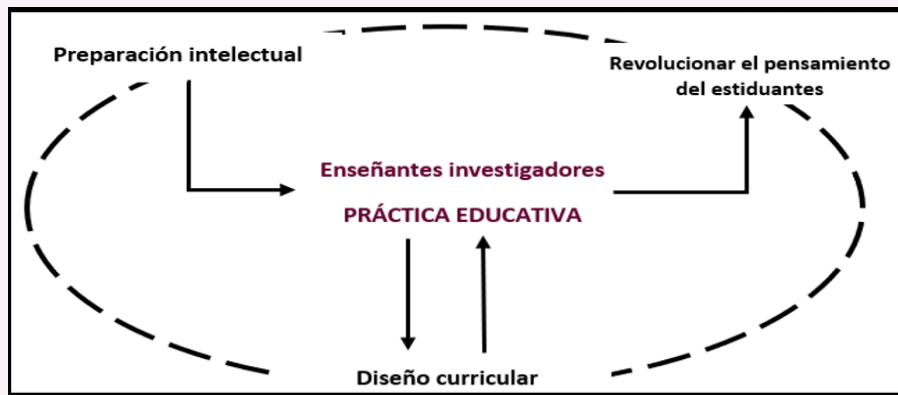 Preparación intelectual
Revolucionar el pensamiento
del estiduantes
Enseñantes investigadores
PRÁCTICA EDUCATIVA
Diseño curricular